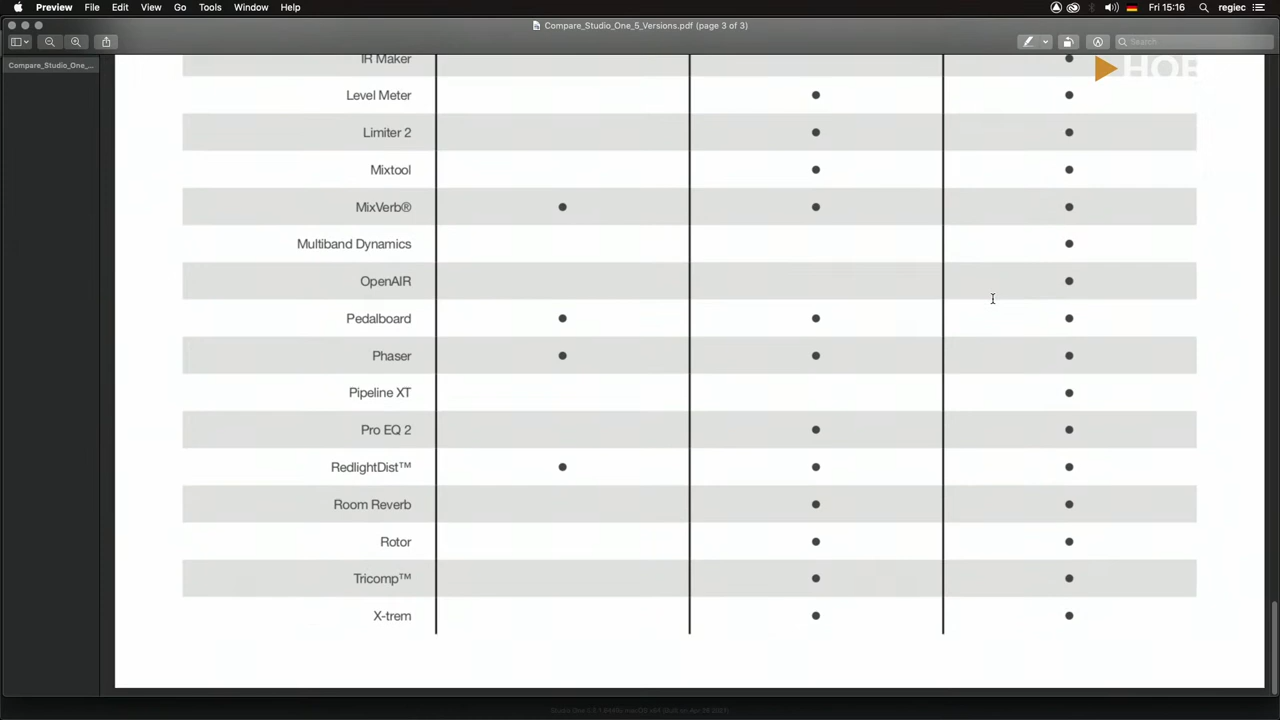 Preview File Edit View Go Tools Window Help Fri 15:16 regiec
Compare_Studio_One_5_Versions.pdf (page 3 of 3)
Search
Compare_Studio_One_...
IR Maker
Level Meter
Limiter 2
Mixtool
MixVerb®
Multiband Dynamics
OpenAIR
Pedalboard
Phaser
Pipeline XT
Pro EQ 2
RedlightDist™
Room Reverb
Rotor
Tricomp™
X-trem